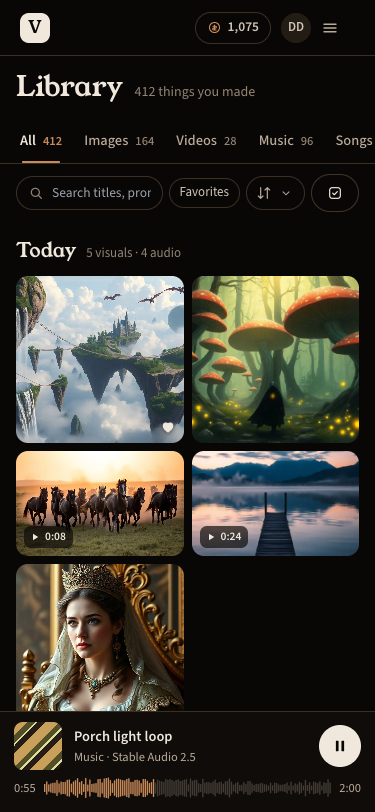 V
1,075
DD
Library 412 things you made
All 412 Images 164 Videos 28 Music 96 Songs
Search titles, pror Favorites
Today 5 visuals · 4 audio
0:08 0:24
Porch light loop
Music · Stable Audio 2.5
0:55 2:00